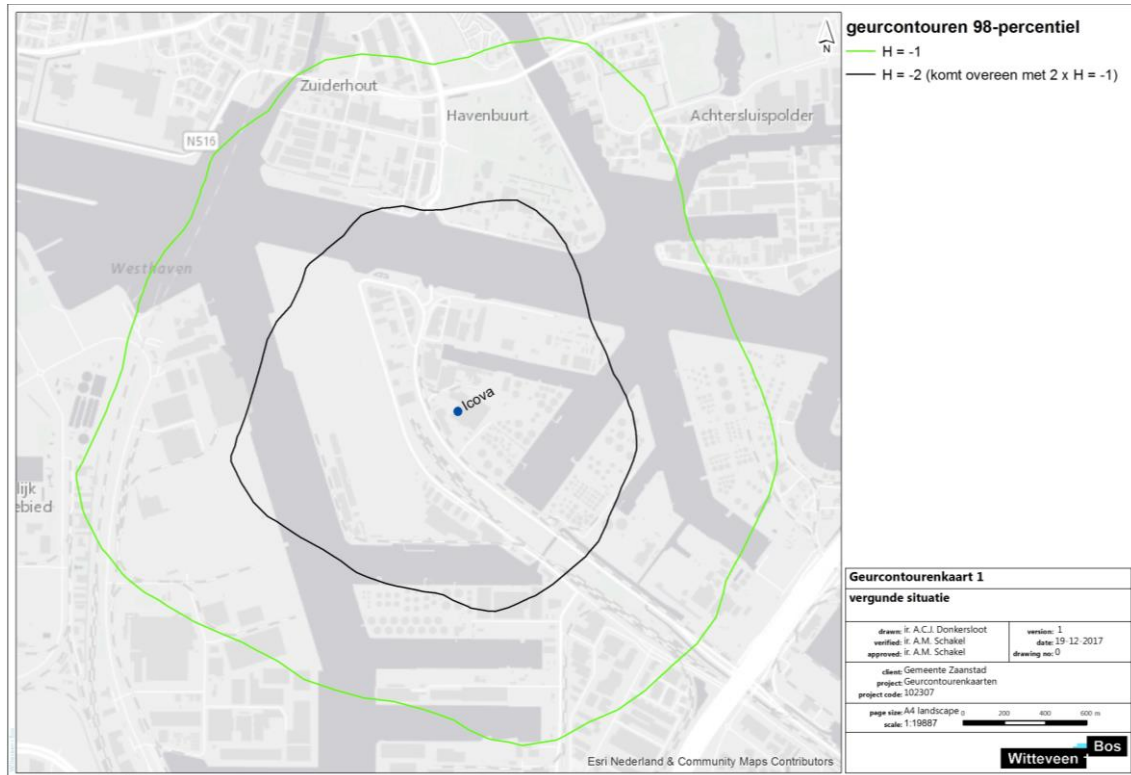 geurcontouren 98-percentiel
H = -1
H = -2 (komt overeen met 2 x H = -1)
N
Zuiderhout
Havenbuurt
Achtersluispolder
N516
Westhaven
Icova
lijk
ebied
Esri Nederland & Community Maps Contributors
Geurcontourenkaart 1
vergunde situatie
drawn: ir. A.C.J. Donkersloot
verified: ir. A.M. Schakel
approved: ir. A.M. Schakel
version: 1
date: 19-12-2017
drawing no: 0
client: Gemeente Zaanstad
project: Geurcontourenkaarten
project code: 102307
page size: A4 landscape
scale: 1:19887
0 200 400 600 m
Witteveen + Bos